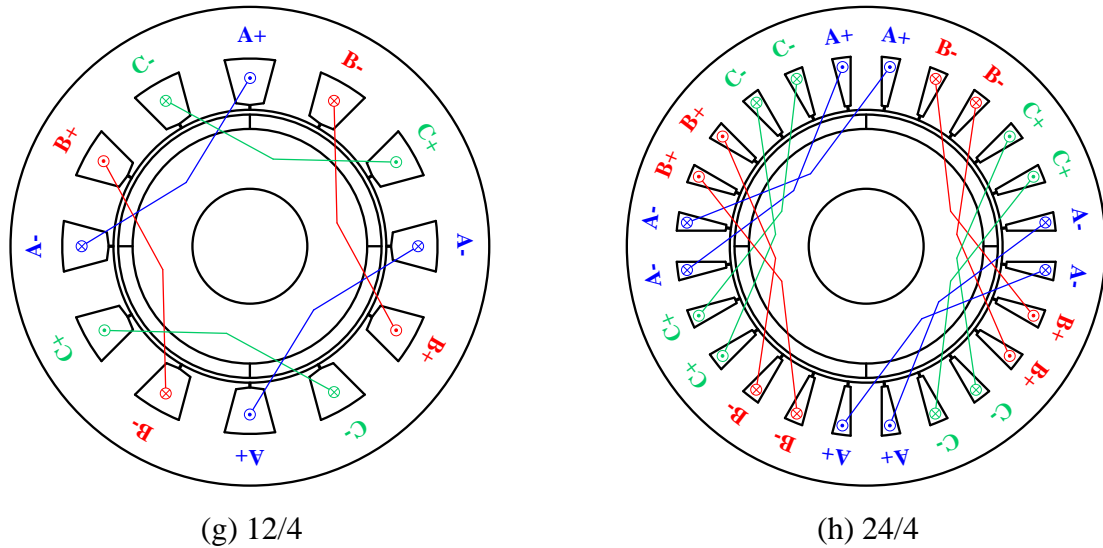 A+
B-
C+
A-
B+
C-
A+
B-
C+
A-
B+
C-
(g) 12/4
A+
A+
B-
B-
C+
C+
A-
A-
B+
B+
C-
C-
A+
A+
B-
B-
C+
C+
A-
A-
B+
B+
C-
C-
(h) 24/4